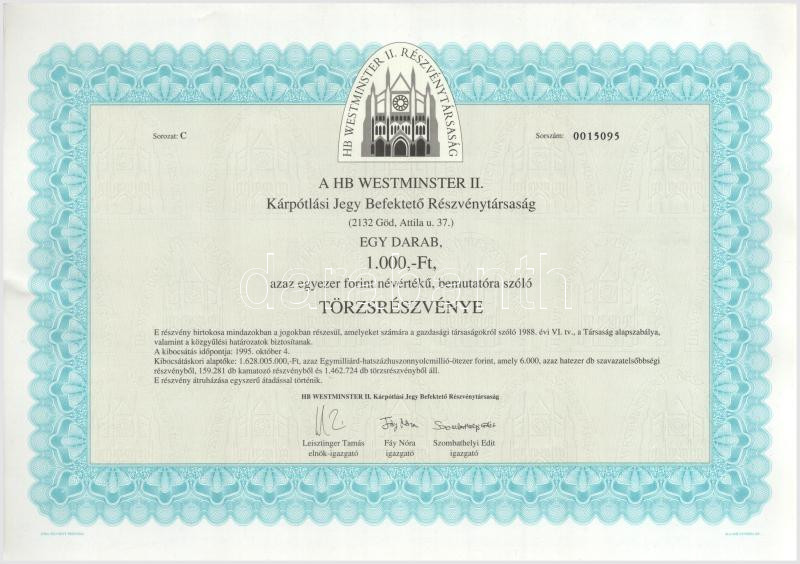 HB WESTMINSTER II. RÉSZVÉNYTÁRSASÁG
Sorozat: C
Sorszám: 0015095
A HB WESTMINSTER II.
Kárpótlási Jegy Befektető Részvénytársaság
(2132 Göd, Attila u. 37.)
EGY DARAB,
1.000,-Ft,
azaz egyezer forint névértékű, bemutatóra szóló
TÖRZSRÉSZVÉNYE
E részvény birtokosa mindazokban a jogokban részesül, amelyeket számára a gazdasági társaságokról szóló 1988. évi VI. tv., a Társaság alapszabálya,
valamint a közgyűlési határozatok biztosítanak.
A kibocsátás időpontja: 1995. október 4.
Kibocsátáskori alaptőke: 1.628.005.000,-Ft, azaz Egymilliárd-hatszázhuszonnyolcmillió-ötezer forint, amely 6.000, azaz hatezer db szavazatelsőbbségi
részvényből, 159.281 db kamatozó részvényből és 1.462.724 db törzsrészvényből áll.
E részvény átruházása egyszerű átadással történik.
HB WESTMINSTER II. Kárpótlási Jegy Befektető Részvénytársaság
Fáy Nóra
Szombathelyi Edit
Leisztinger Tamás
Fáy Nóra
Szombathelyi Edit
elnök-igazgató
igazgató
igazgató